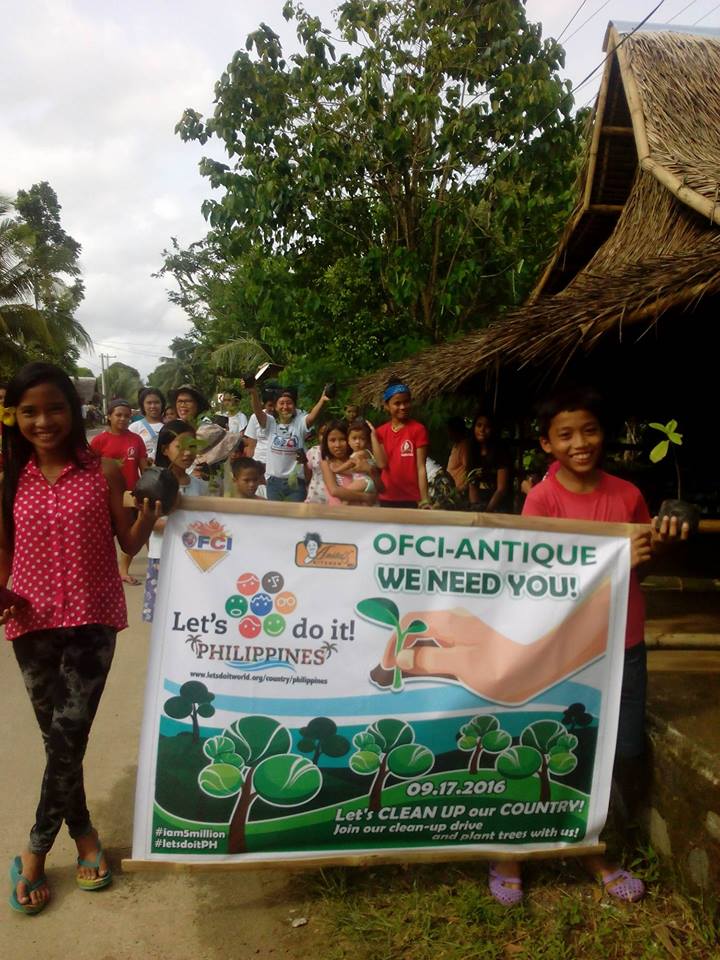 OFCI
KITCHEN
OFCI-ANTIQUE
WE NEED YOU!
Let's do it!
PHILIPPINES
www.letsdoitworld.org/country/philippines
09.17.2016
Let's CLEAN UP our COUNTRY!
Join our clean-up drive
and plant trees with us!
#iam5million
#letsdoitPH